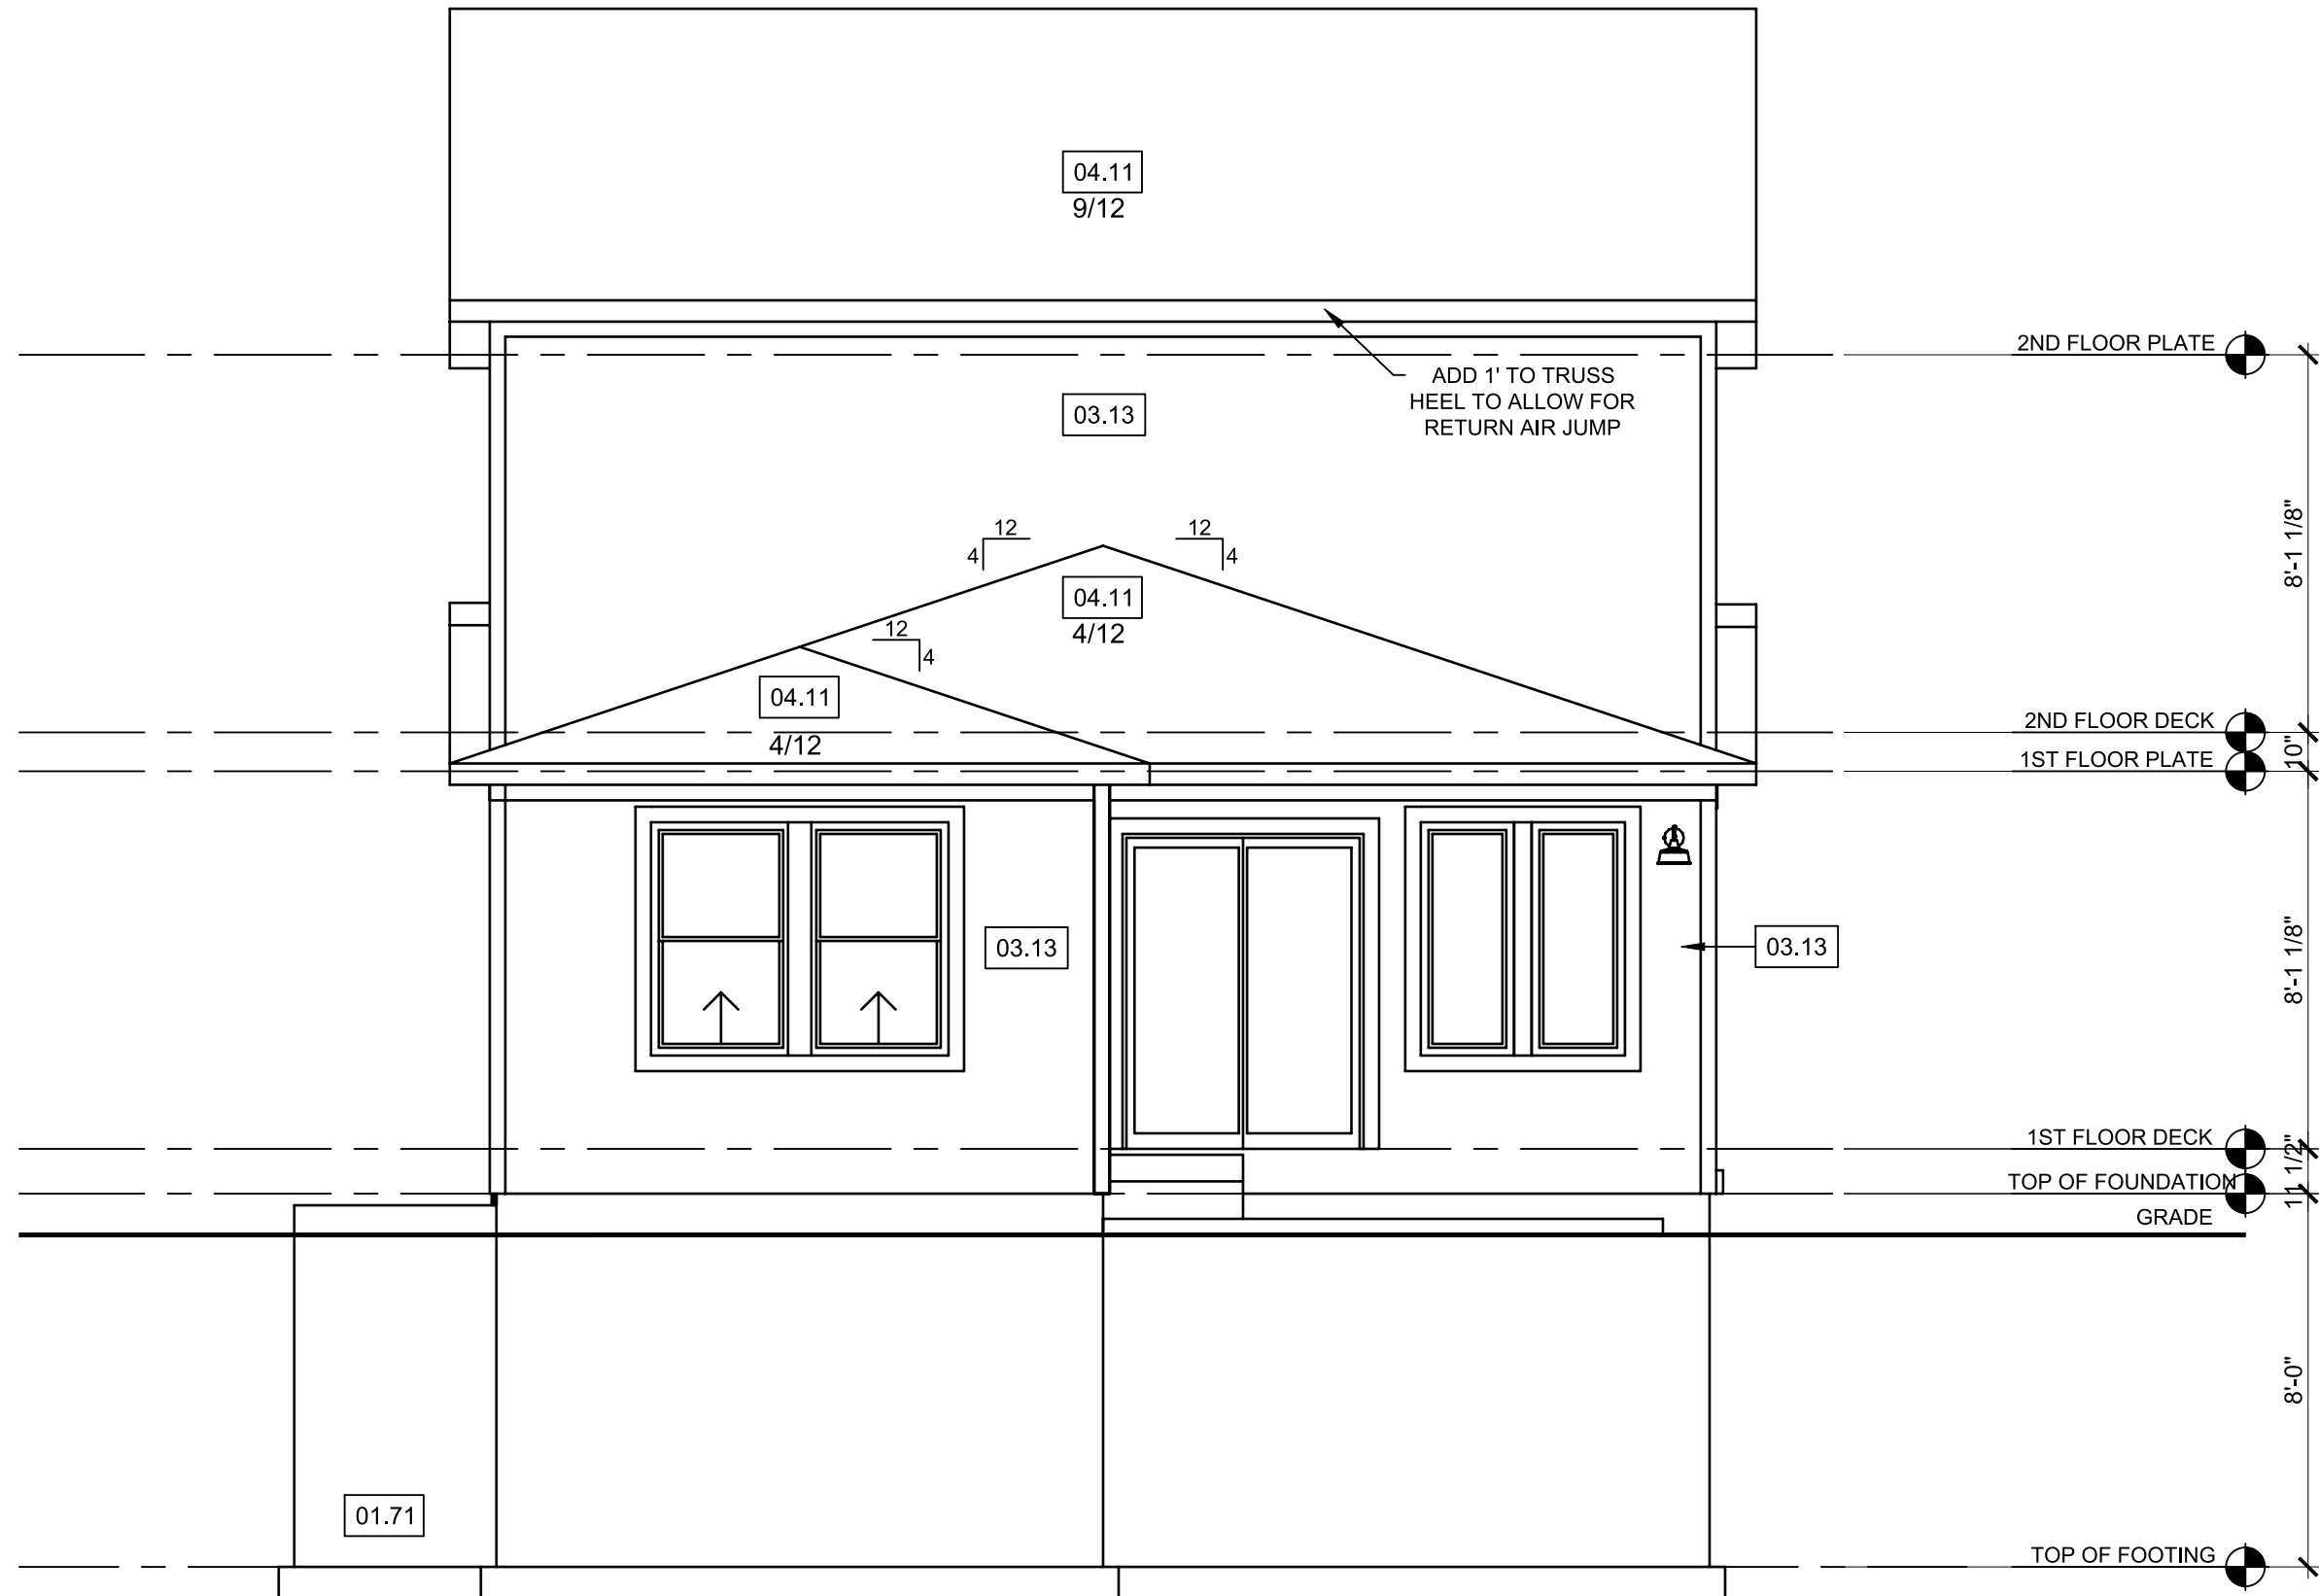 04.11
9/12
2ND FLOOR PLATE
ADD 1' TO TRUSS
HEEL TO ALLOW FOR
RETURN AIR JUMP
03.13
8'-1 1/8"
12
4
12
4
04.11
4/12
12
4
04.11
4/12
2ND FLOOR DECK
10"
1ST FLOOR PLATE
03.13
03.13
8'-1 1/8"
1ST FLOOR DECK
11 1/2"
TOP OF FOUNDATION
GRADE
8'-0"
01.71
TOP OF FOOTING